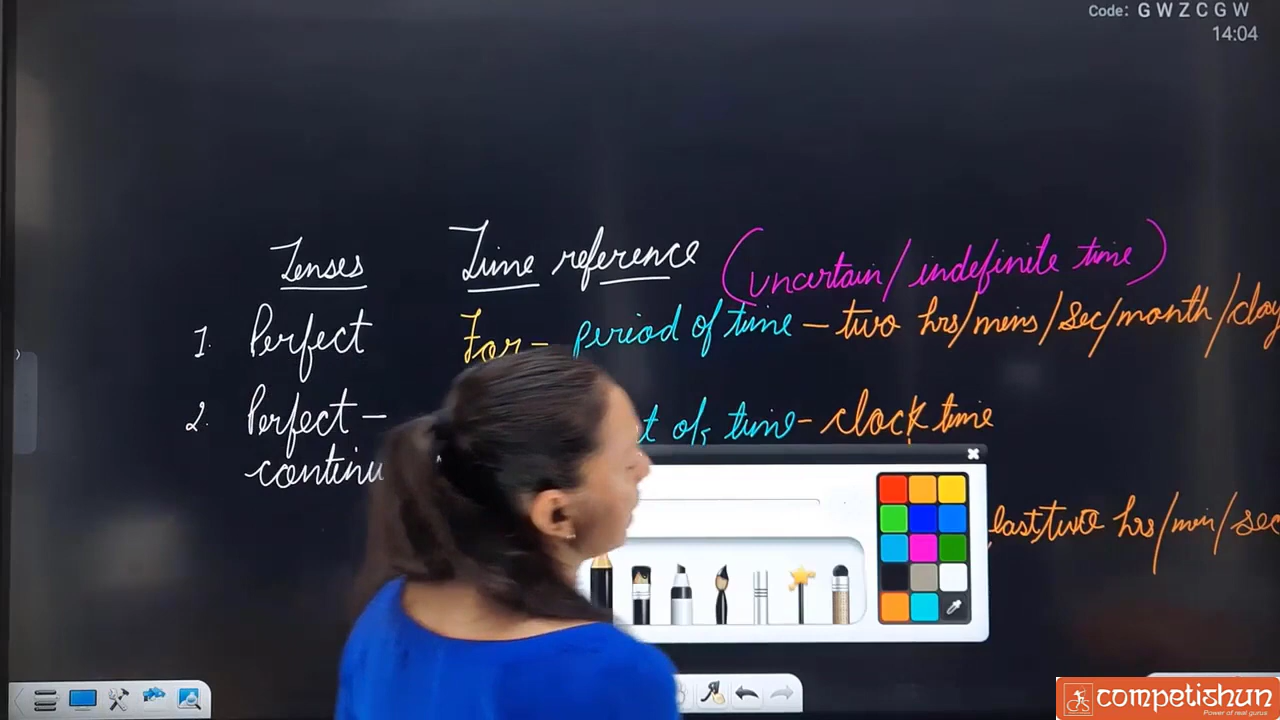 Code: G W Z C G W
14:04
Tenses Time reference (uncertain/indefinite time)
1. Perfect For - period of time - two hrs/mins/sec/month/day
2. Perfect - of time - clock time
continu
last, two hrs/min/sec
competishun
Power of real gurus